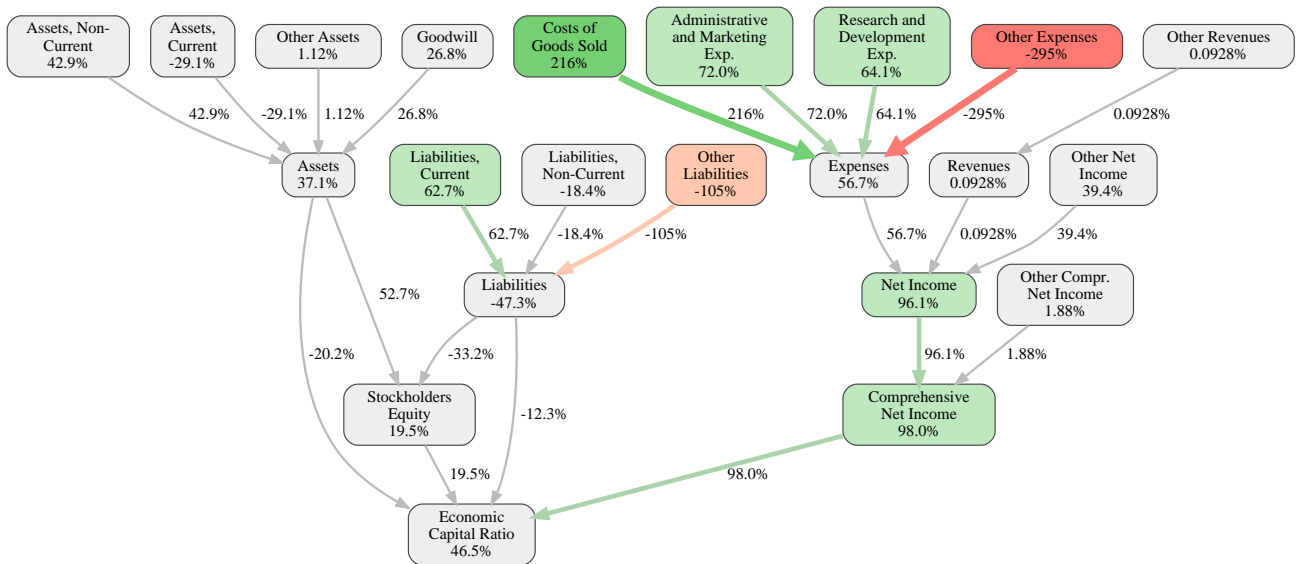 Assets, Non-
Current
42.9%
Assets,
Current
-29.1%
Other Assets
1.12%
Goodwill
26.8%
Costs of
Goods Sold
216%
Administrative
and Marketing
Exp.
72.0%
Research and
Development
Exp.
64.1%
Other Expenses
-295%
Other Revenues
0.0928%
42.9%
-29.1%
1.12%
26.8%
216%
72.0%
64.1%
-295%
0.0928%
Assets
37.1%
Liabilities,
Current
62.7%
Liabilities,
Non-Current
-18.4%
Other
Liabilities
-105%
Expenses
56.7%
Revenues
0.0928%
Other Net
Income
39.4%
62.7%
-18.4%
-105%
56.7%
0.0928%
39.4%
Liabilities
-47.3%
Net Income
96.1%
Other Compr.
Net Income
1.88%
52.7%
-20.2%
-33.2%
96.1%
1.88%
Stockholders
Equity
19.5%
-12.3%
Comprehensive
Net Income
98.0%
19.5%
98.0%
Economic
Capital Ratio
46.5%